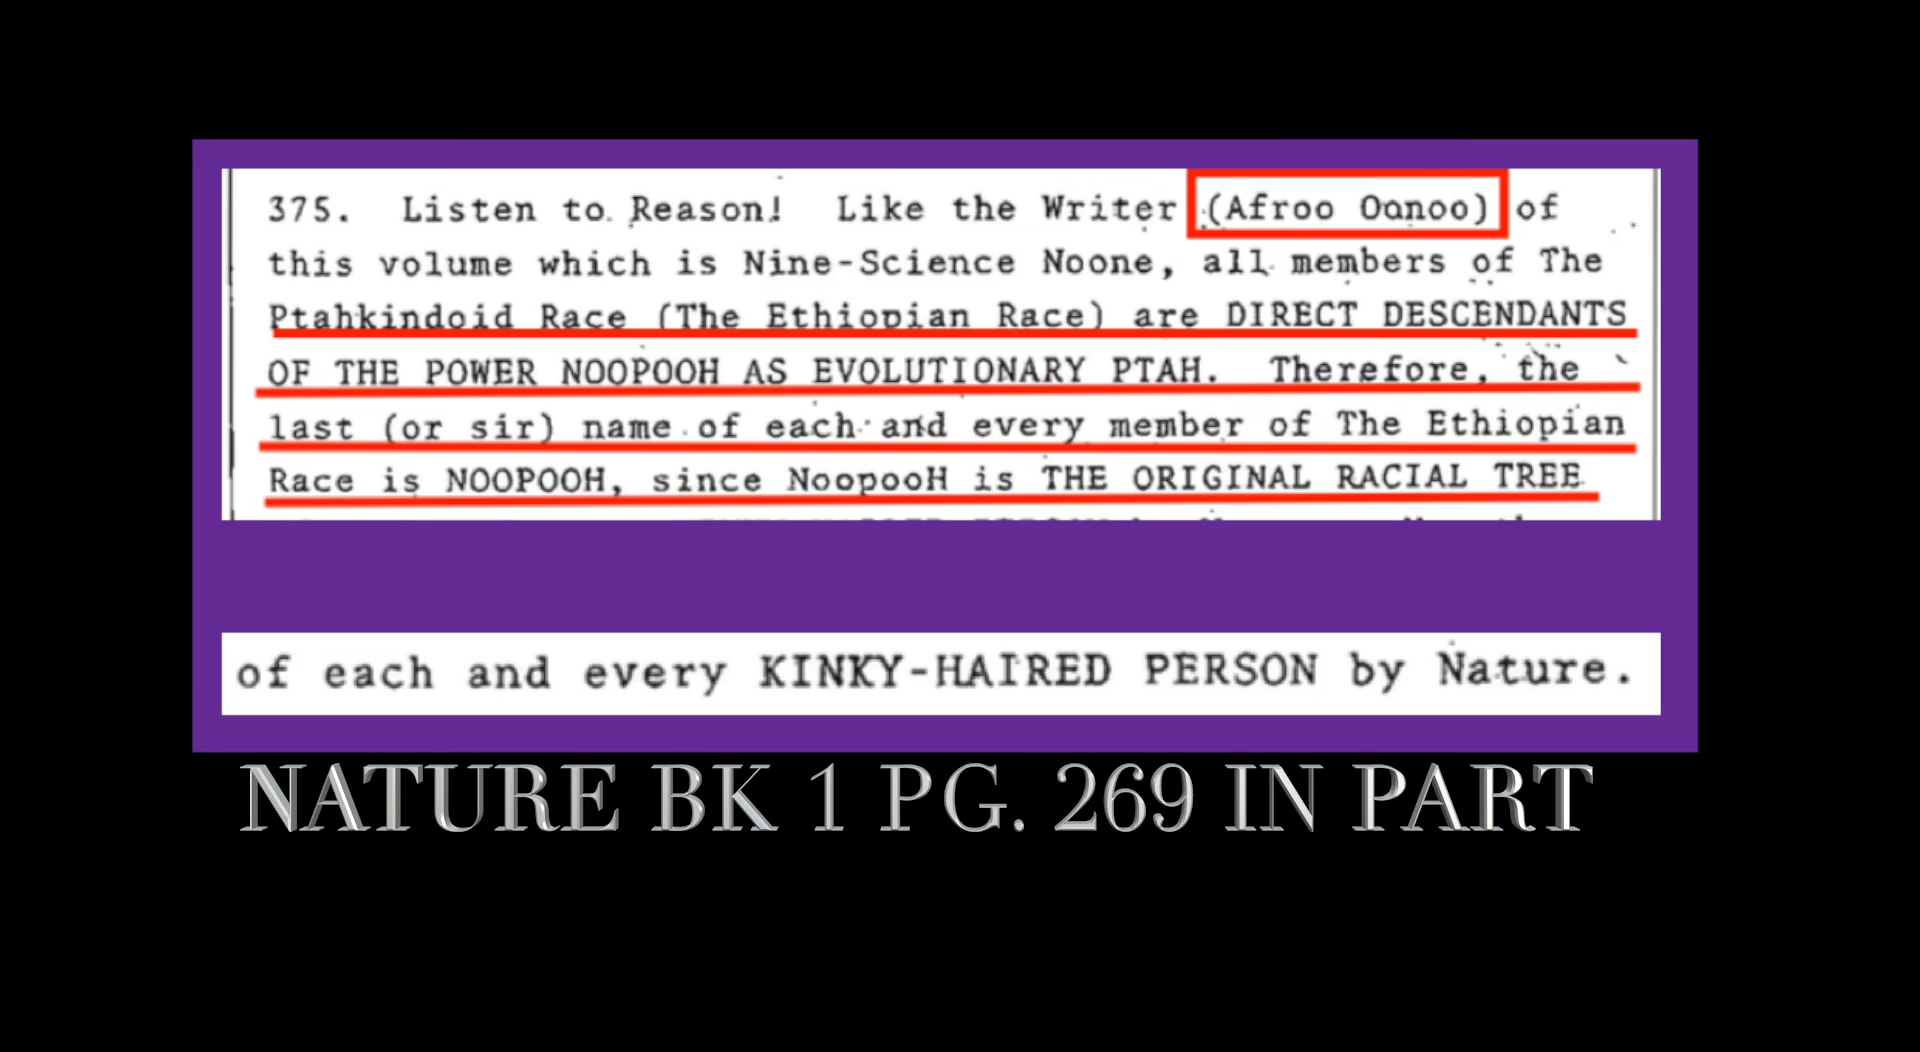 375. Listen to Reason! Like the Writer (Afroo Oonoo) of
this volume which is Nine-Science Noone, all members of The
Ptahkindoid Race (The Ethiopian Race) are DIRECT DESCENDANTS
OF THE POWER NOOPOOH AS EVOLUTIONARY PTAH. Therefore, the
last (or sir) name of each and every member of The Ethiopian
Race is NOOPOOH, since NoopooH is THE ORIGINAL RACIAL TREE
of each and every KINKY-HAIRED PERSON by Nature.
NATURE BK 1 PG. 269 IN PART